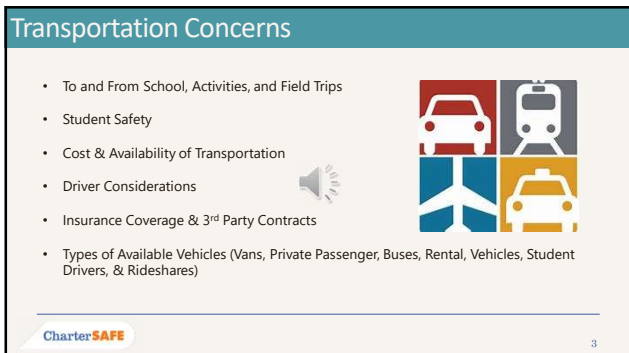 Transportation Concerns
• To and From School, Activities, and Field Trips
• Student Safety
• Cost & Availability of Transportation
• Driver Considerations
• Insurance Coverage & 3rd Party Contracts
• Types of Available Vehicles (Vans, Private Passenger, Buses, Rental, Vehicles, Student
Drivers, & Rideshares)
CharterSAFE
3